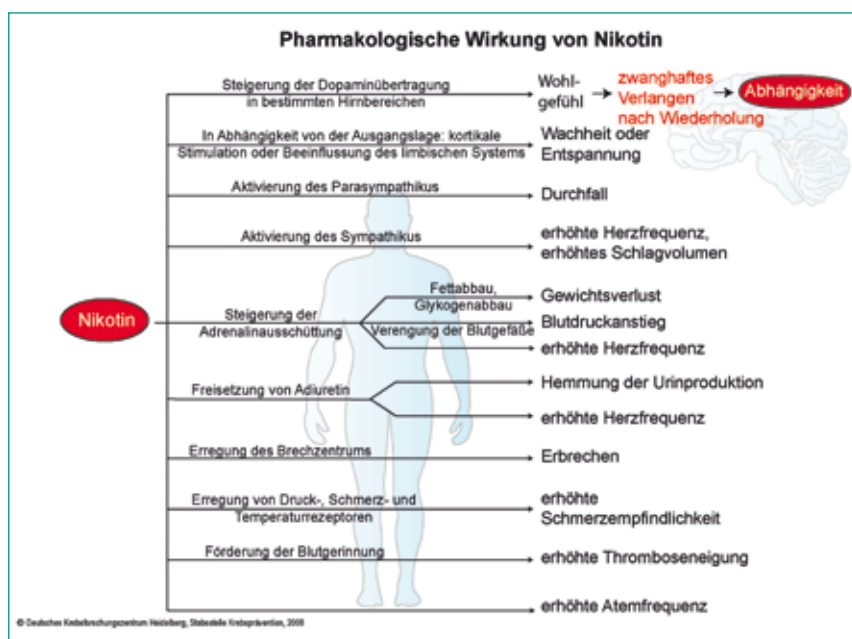 Pharmakologische Wirkung von Nikotin
Steigerung der Dopaminübertragung
in bestimmten Hirnbereichen
Wohl-
gefühl
zwanghaftes
Verlangen
nach Wiederholung
Abhängigkeit
In Abhängigkeit von der Ausgangslage: kortikale
Stimulation oder Beeinflussung des limbischen Systems
Wachheit oder
Entspannung
Aktivierung des Parasympathikus
Durchfall
Aktivierung des Sympathikus
erhöhte Herzfrequenz,
erhöhtes Schlagvolumen
Nikotin
Steigerung der
Adrenalinausschüttung
Fettabbau,
Glykogenabbau
Gewichtsverlust
Verengung der Blutgefäße
Blutdruckanstieg
erhöhte Herzfrequenz
Freisetzung von Adiuretin
Hemmung der Urinproduktion
erhöhte Herzfrequenz
Erregung des Brechzentrums
Erbrechen
Erregung von Druck-, Schmerz- und
Temperaturrezeptoren
erhöhte
Schmerzempfindlichkeit
Förderung der Blutgerinnung
erhöhte Thromboseneigung
erhöhte Atemfrequenz
© Deutsches Krebsforschungszentrum Heidelberg, Stabsstelle Krebsprävention, 2008